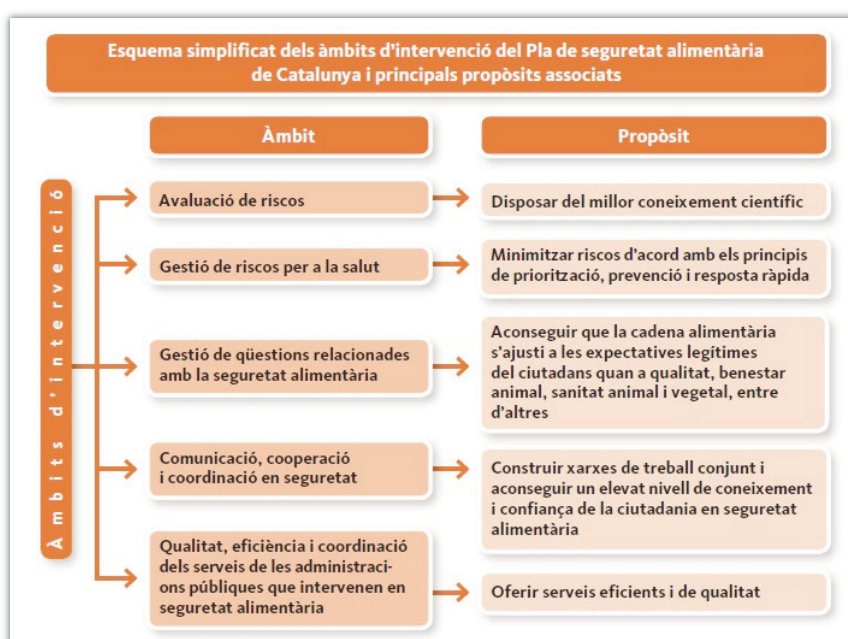 Esquema simplificat dels àmbits d'intervenció del Pla de seguretat alimentària
de Catalunya i principals propòsits associats
Àmbit
Propòsit
Àmbits d'intervenció
Avaluació de riscos
Disposar del millor coneixement científic
Gestió de riscos per a la salut
Minimitzar riscos d'acord amb els principis
de priorització, prevenció i resposta ràpida
Gestió de qüestions relacionades
amb la seguretat alimentària
Aconseguir que la cadena alimentària
s'ajusti a les expectatives legítimes
del ciutadans quan a qualitat, benestar
animal, sanitat animal i vegetal, entre
d'altres
Comunicació, cooperació
i coordinació en seguretat
Construir xarxes de treball conjunt i
aconseguir un elevat nivell de coneixement
i confiança de la ciutadania en seguretat
alimentària
Qualitat, eficiència i coordinació
dels serveis de les administraci-
ons públiques que intervenen en
seguretat alimentària
Oferir serveis eficients i de qualitat